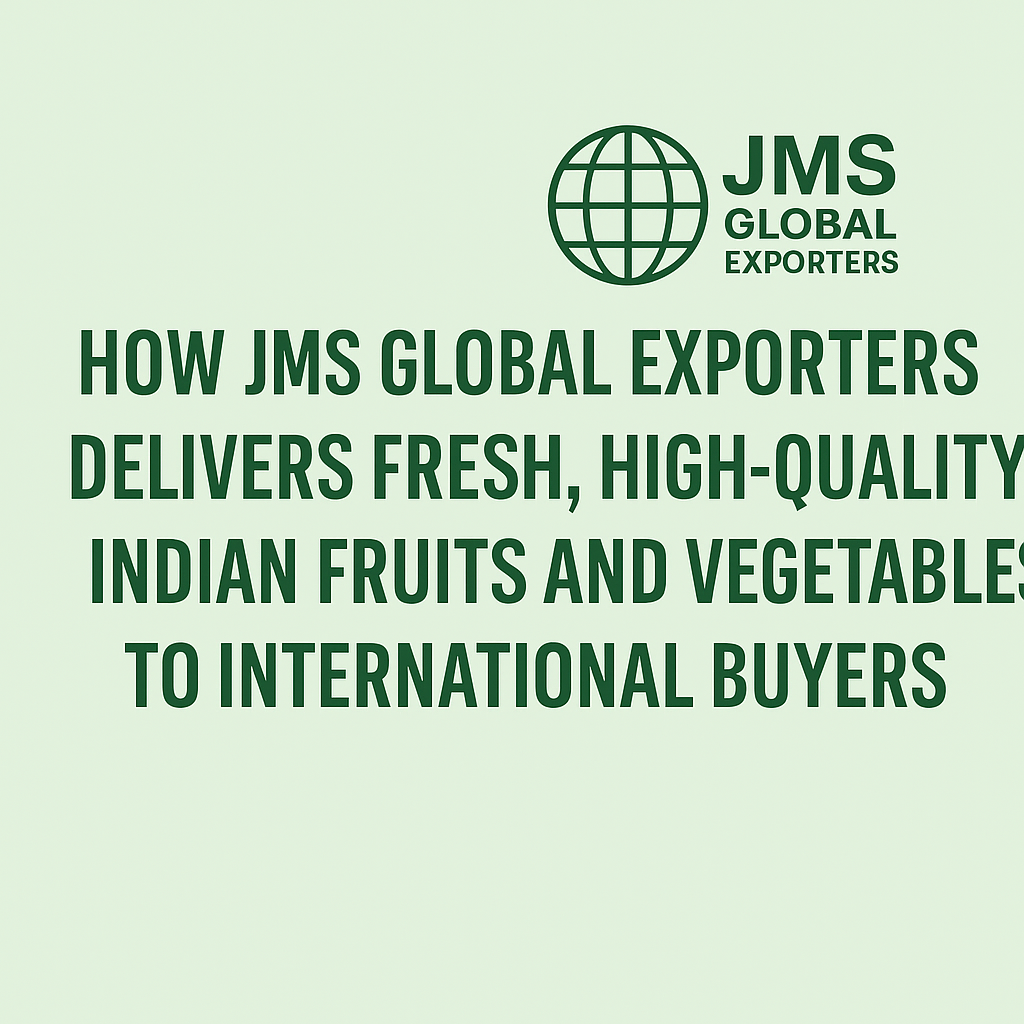 JMS
GLOBAL
EXPORTERS
HOW JMS GLOBAL EXPORTERS
DELIVERS FRESH, HIGH-QUALITY
INDIAN FRUITS AND VEGETABLES
TO INTERNATIONAL BUYERS